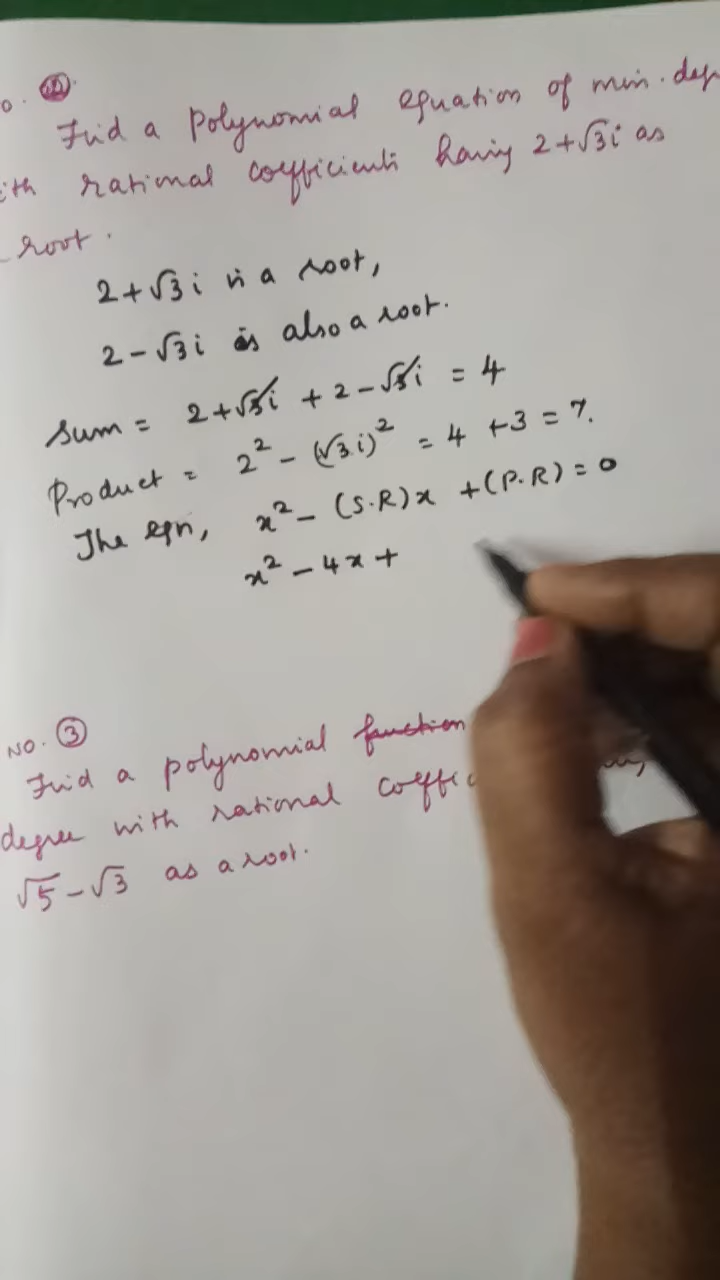 Find a polynomial equation of min. deg
ith rational coefficients having 2+√3i as
root.
2+√3i is a root,
2-√3i is also a root.
Sum = 2+√3i + 2-√3i = 4
Product = 2² - (√3i)² = 4 + 3 = 7.
The eqn, x² - (S.R)x + (P.R) = 0
x² - 4x +
NO. ③
Find a polynomial function
degree with rational coeffic
√5-√3 as a root.